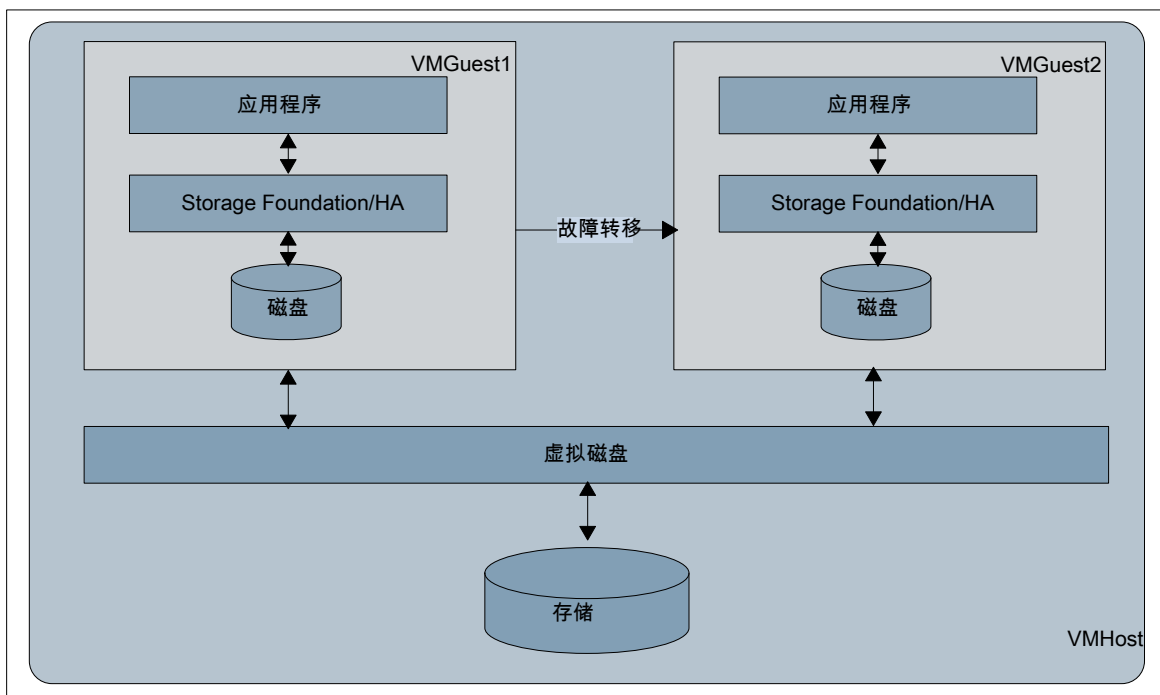 VMGuest1
应用程序
Storage Foundation/HA
磁盘
故障转移
VMGuest2
应用程序
Storage Foundation/HA
磁盘
虚拟磁盘
存储
VMHost